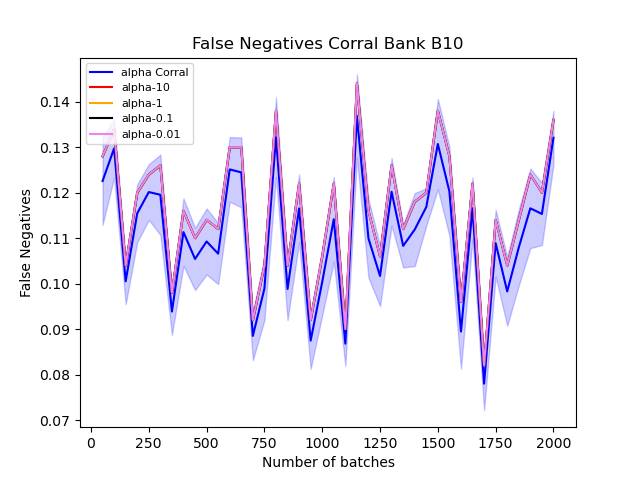 False Negatives Corral Bank B10
alpha Corral
alpha-10
alpha-1
alpha-0.1
alpha-0.01
0.14
0.13
0.12
0.11
0.10
0.09
0.08
0.07
False Negatives
0 250 500 750 1000 1250 1500 1750 2000
Number of batches